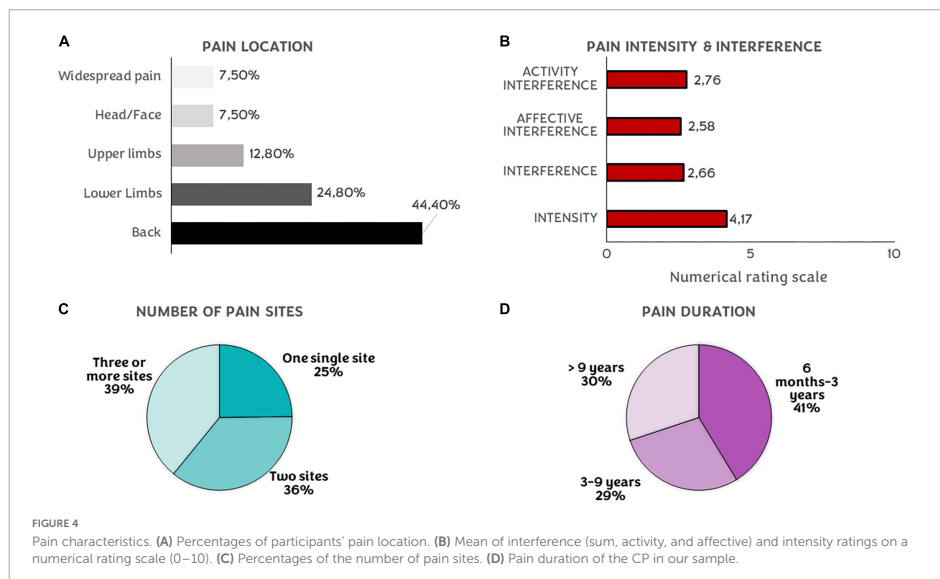 A
PAIN LOCATION
Widespread pain
7,50%
Head/Face
7,50%
Upper limbs
12,80%
Lower Limbs
24,80%
44,40%
Back
B
PAIN INTENSITY & INTERFERENCE
ACTIVITY
INTERFERENCE
2,76
AFFECTIVE
INTERFERENCE
2,58
INTERFERENCE
2,66
INTENSITY
4,17
0
5
10
Numerical rating scale
C
NUMBER OF PAIN SITES
Three or
more sites
39%
One single site
25%
Two sites
36%
D
PAIN DURATION
> 9 years
30%
6
months-3
years
41%
3-9 years
29%
FIGURE 4
Pain characteristics. (A) Percentages of participants' pain location. (B) Mean of interference (sum, activity, and affective) and intensity ratings on a
numerical rating scale (0–10). (C) Percentages of the number of pain sites. (D) Pain duration of the CP in our sample.